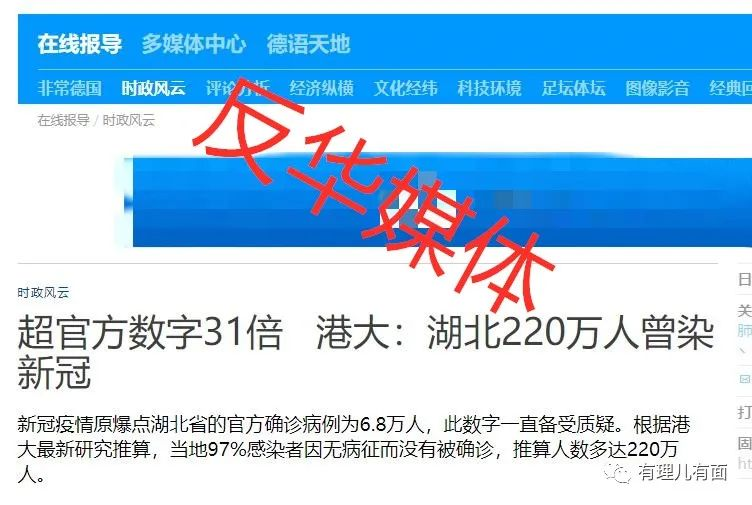 在线报导 多媒体中心 德语天地
非常德国 时政风云 评论分析 经济纵横 文化经纬 科技环境 足坛体坛 图像影音 经典回
在线报导 / 时政风云
反华媒体
时政风云
超官方数字31倍 港大：湖北220万人曾染
新冠
新冠疫情原爆点湖北省的官方确诊病例为6.8万人，此数字一直备受质疑。根据港
大最新研究推算，当地97%感染者因无病征而没有被确诊，推算人数多达220万
人。
日
关
肺
、
打
固
ht
有理儿有面